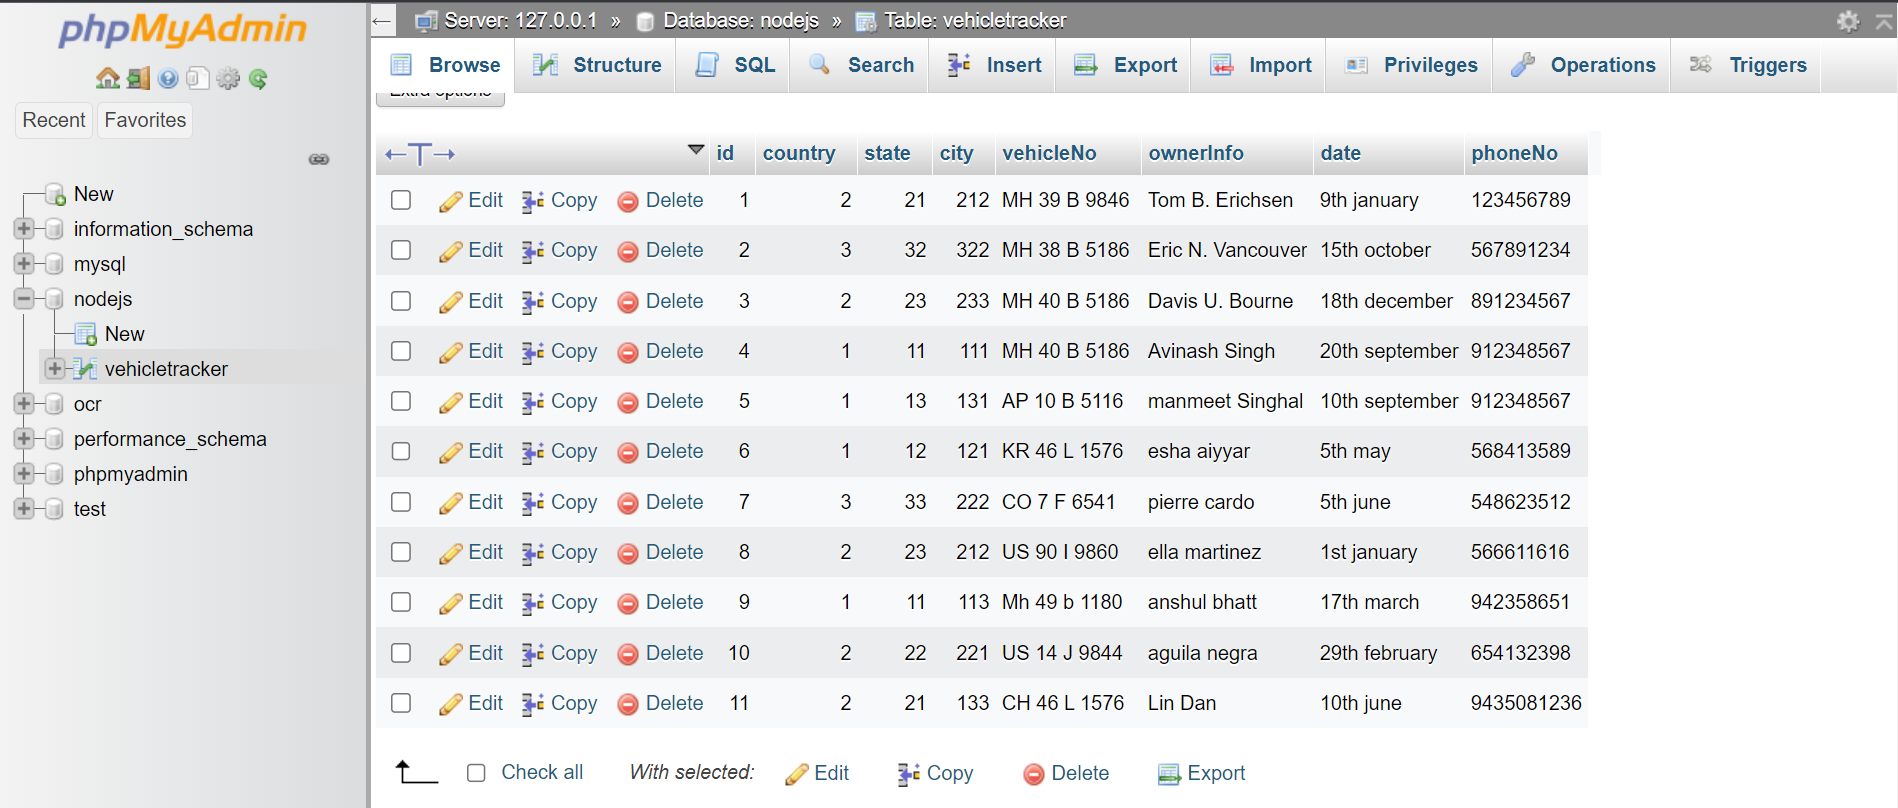 phpMyAdmin
Recent Favorites
New
information_schema
mysql
nodejs
New
vehicletracker
ocr
performance_schema
phpmyadmin
test
Server: 127.0.0.1 » Database: nodejs » Table: vehicletracker
Browse Structure SQL Search Insert Export Import Privileges Operations Triggers
Extra options
id country state city vehicleNo ownerInfo date phoneNo
Edit Copy Delete 1 2 21 212 MH 39 B 9846 Tom B. Erichsen 9th january 123456789
Edit Copy Delete 2 3 32 322 MH 38 B 5186 Eric N. Vancouver 15th october 567891234
Edit Copy Delete 3 2 23 233 MH 40 B 5186 Davis U. Bourne 18th december 891234567
Edit Copy Delete 4 1 11 111 MH 40 B 5186 Avinash Singh 20th september 912348567
Edit Copy Delete 5 1 13 131 AP 10 B 5116 manmeet Singhal 10th september 912348567
Edit Copy Delete 6 1 12 121 KR 46 L 1576 esha aiyyar 5th may 568413589
Edit Copy Delete 7 3 33 222 CO 7 F 6541 pierre cardo 5th june 548623512
Edit Copy Delete 8 2 23 212 US 90 I 9860 ella martinez 1st january 566611616
Edit Copy Delete 9 1 11 113 Mh 49 b 1180 anshul bhatt 17th march 942358651
Edit Copy Delete 10 2 22 221 US 14 J 9844 aguila negra 29th february 654132398
Edit Copy Delete 11 2 21 133 CH 46 L 1576 Lin Dan 10th june 9435081236
Check all With selected: Edit Copy Delete Export